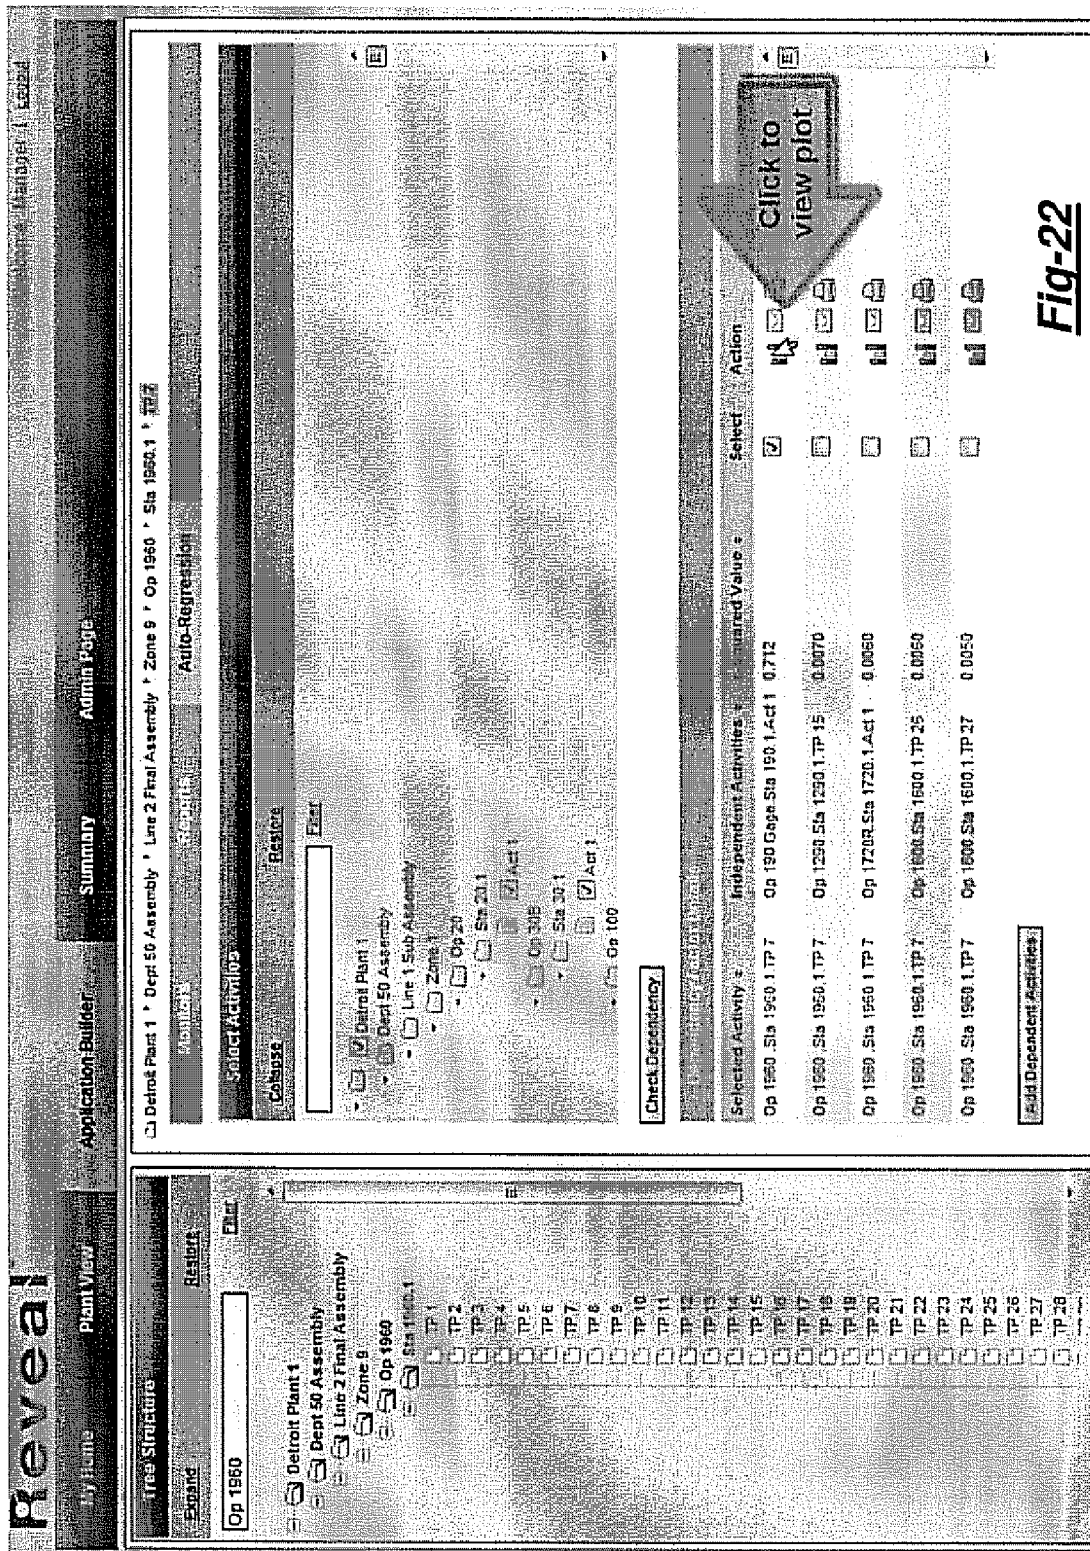 Reveal
Manager | Logout
My Home Plant View Application Builder Summary Admin Page
Tree Structure
Expand Restore
Op 1960 Filter
Detroit Plant 1
Dept 50 Assembly
Line 2 Final Assembly
Zone 9
Op 1960
TP 1
TP 2
TP 3
TP 4
TP 5
TP 6
TP 7
TP 8
TP 9
TP 10
TP 11
TP 12
TP 13
TP 14
TP 15
TP 16
TP 17
TP 18
TP 19
TP 20
TP 21
TP 22
TP 23
TP 24
TP 25
TP 26
TP 27
TP 28
Detroit Plant 1 Dept 50 Assembly Line 2 Final Assembly Zone 9 Op 1960 Sta 1960.1 TP 7
Monitors Reports Auto-Regression
Select Activities
Collapse Restore
Filter
Detroit Plant 1
Dept 50 Assembly
Line 1 Sub Assembly
Zone 1
Op 20
Sta 20.1
Act 1
Op 30B
Sta 30.1
Act 1
Op 100
Check Dependency
Selected Activity Independent Activities Value Select Action
Op 1960.Sta 1960.1.TP 7 Op 190 Gage.Sta 190.1.Act 1 0.712
Op 1960.Sta 1960.1.TP 7 Op 1290.Sta 1290.1.TP 15 0.0070
Op 1960.Sta 1960.1.TP 7 Op 1720R.Sta 1720.1.Act 1 0.0060
Op 1960.Sta 1960.1.TP 7 Op 1600.Sta 1600.1.TP 26 0.0060
Op 1960.Sta 1960.1.TP 7 Op 1600.Sta 1600.1.TP 27 0.0050
Click to
view plot
Add Dependent Activities
Fig-22